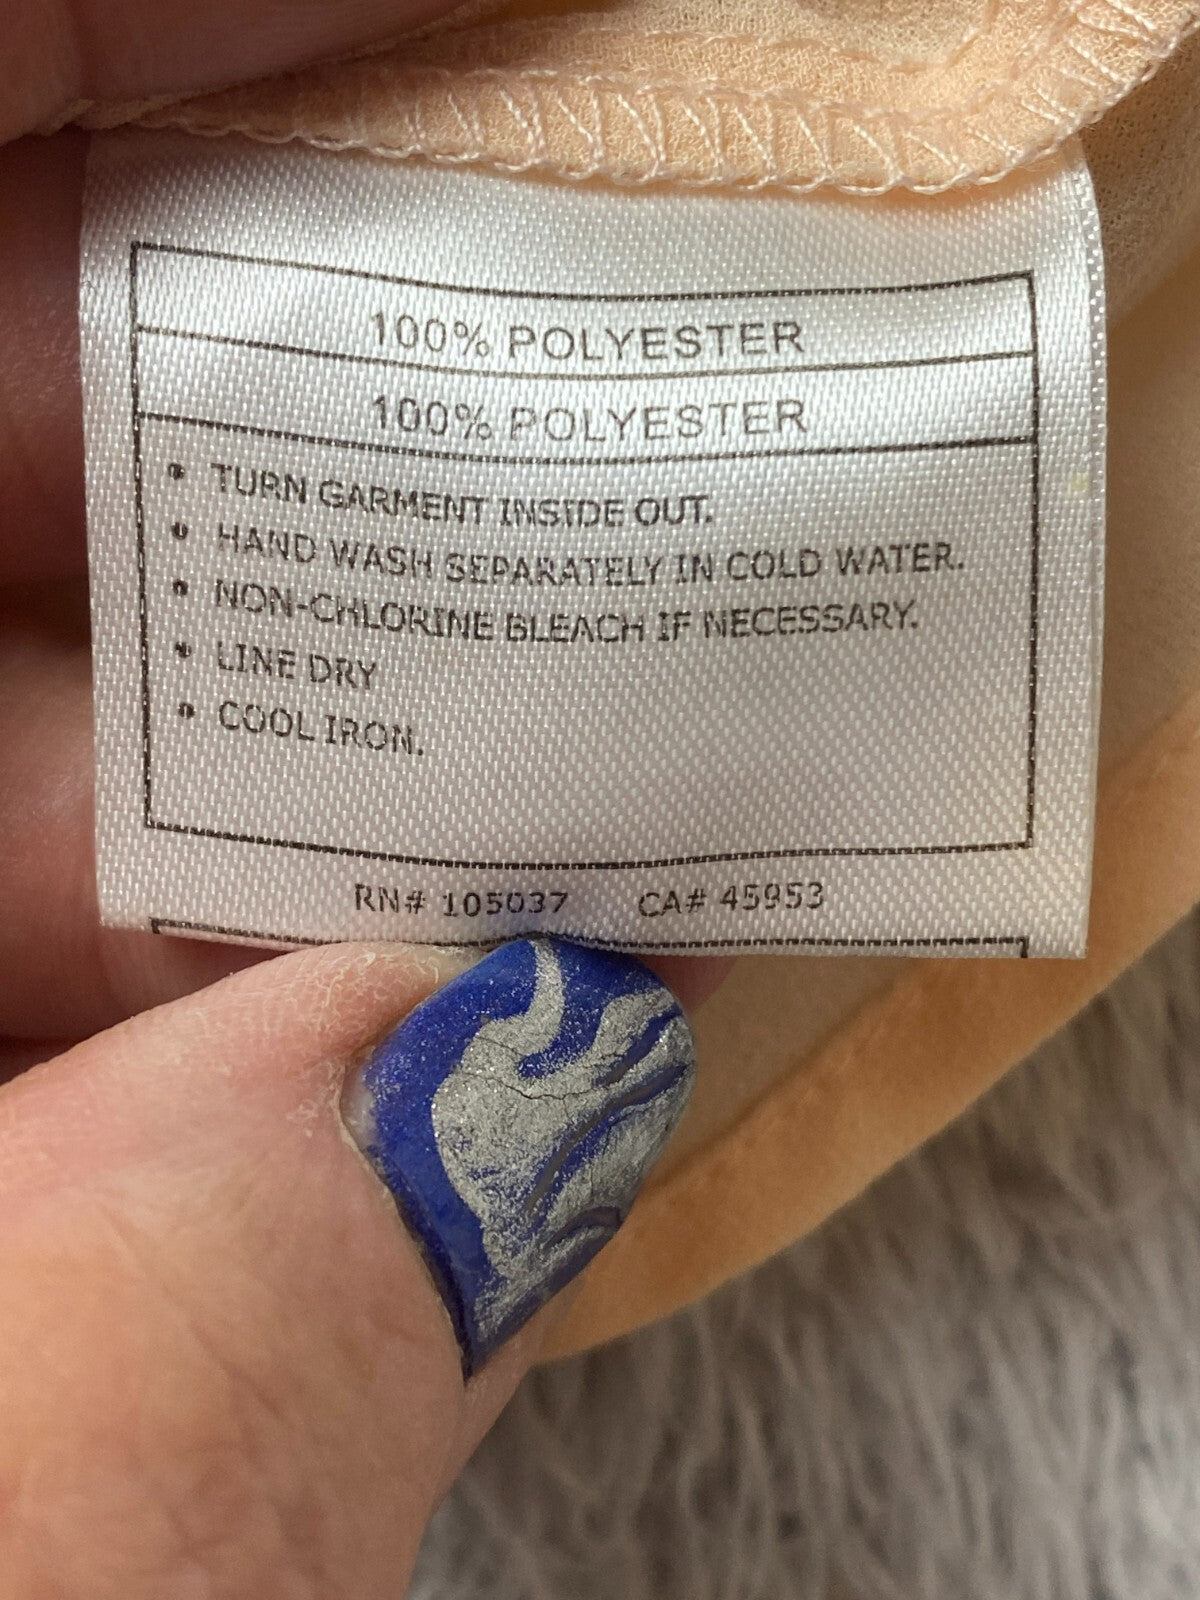 100% POLYESTER
100% POLYESTER
• TURN GARMENT INSIDE OUT.
• HAND WASH SEPARATELY IN COLD WATER.
• NON-CHLORINE BLEACH IF NECESSARY.
• LINE DRY
• COOL IRON.
RN# 105037 CA# 45953